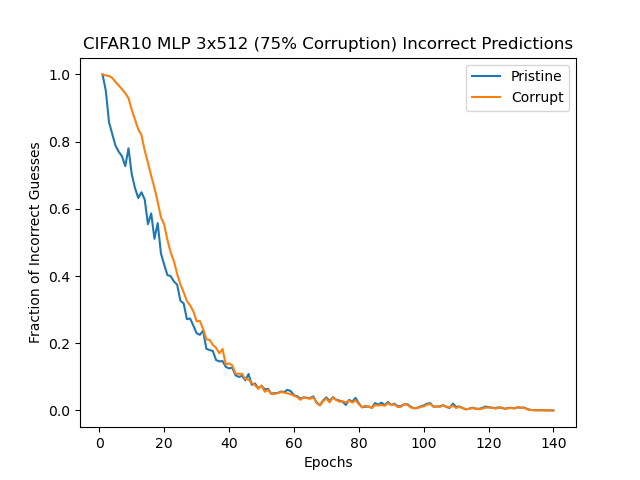 CIFAR10 MLP 3x512 (75% Corruption) Incorrect Predictions
Pristine
Corrupt
Fraction of Incorrect Guesses
1.0
0.8
0.6
0.4
0.2
0.0
0 20 40 60 80 100 120 140
Epochs